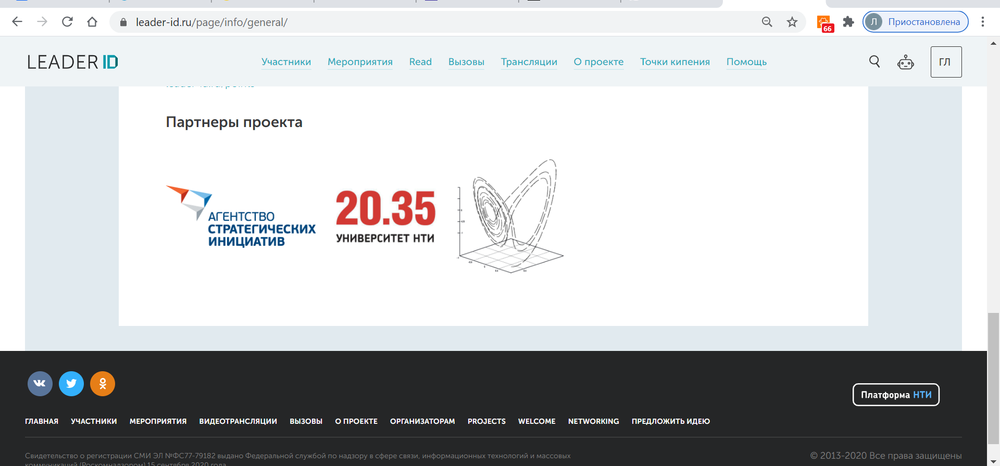 leader-id.ru/page/info/general/
66
Л Приостановлена
LEADER ID
Участники Мероприятия Read Вызовы Трансляции О проекте Точки кипения Помощь
ГЛ
Партнеры проекта
АГЕНТСТВО
СТРАТЕГИЧЕСКИХ
ИНИЦИАТИВ
20.35
УНИВЕРСИТЕТ НТИ
Платформа НТИ
ГЛАВНАЯ УЧАСТНИКИ МЕРОПРИЯТИЯ ВИДЕОТРАНСЛЯЦИИ ВЫЗОВЫ О ПРОЕКТЕ ОРГАНИЗАТОРАМ PROJECTS WELCOME NETWORKING ПРЕДЛОЖИТЬ ИДЕЮ
Свидетельство о регистрации СМИ ЭЛ №ФС77-79182 выдано Федеральной службой по надзору в сфере связи, информационных технологий и массовых
коммуникаций (Роскомнадзором) 15 сентября 2020 года
© 2013-2020 Все права защищены